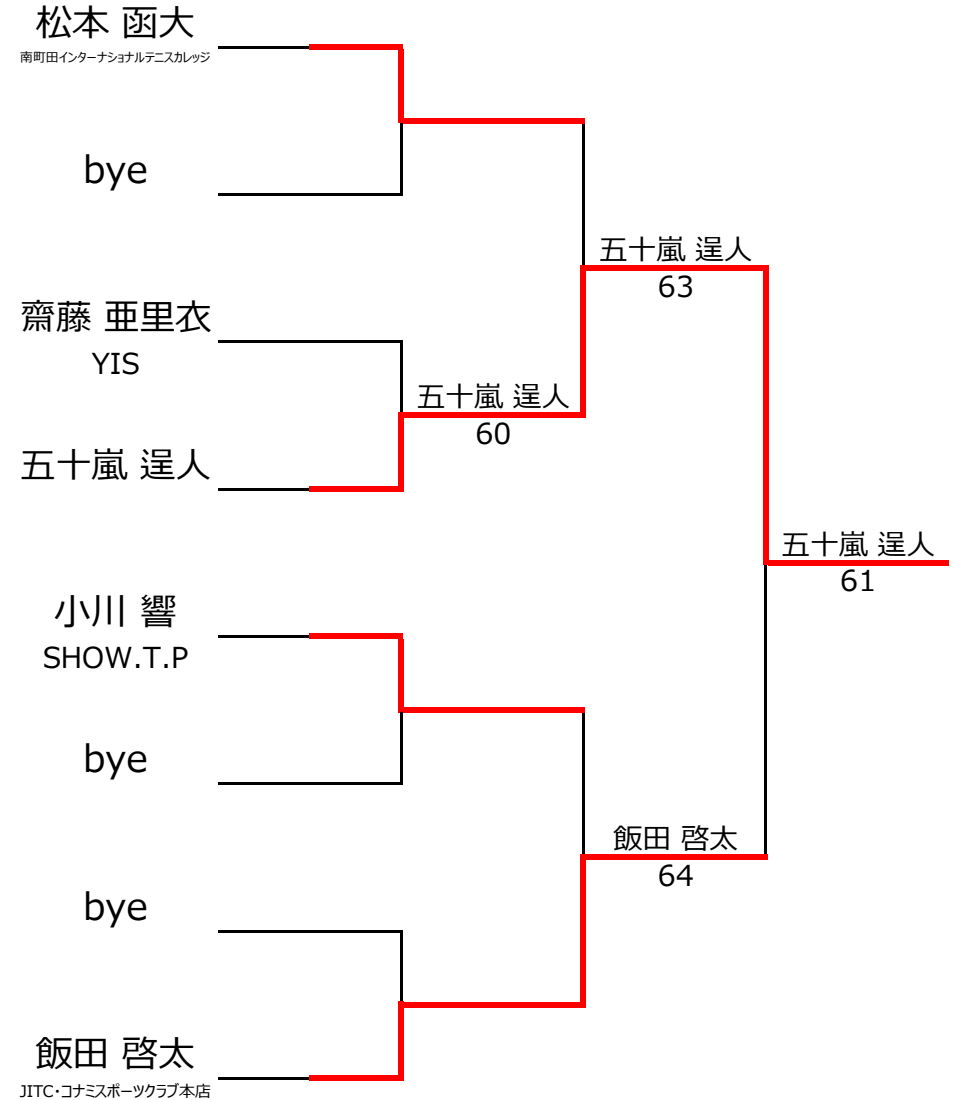 松本 函大
南町田インターナショナルテニスカレッジ
bye
五十嵐 逞人
63
齋藤 亜里衣
YIS
五十嵐 逞人
60
五十嵐 逞人
五十嵐 逞人
61
小川 響
SHOW.T.P
bye
飯田 啓太
64
bye
飯田 啓太
JITC・コナミスポーツクラブ本店